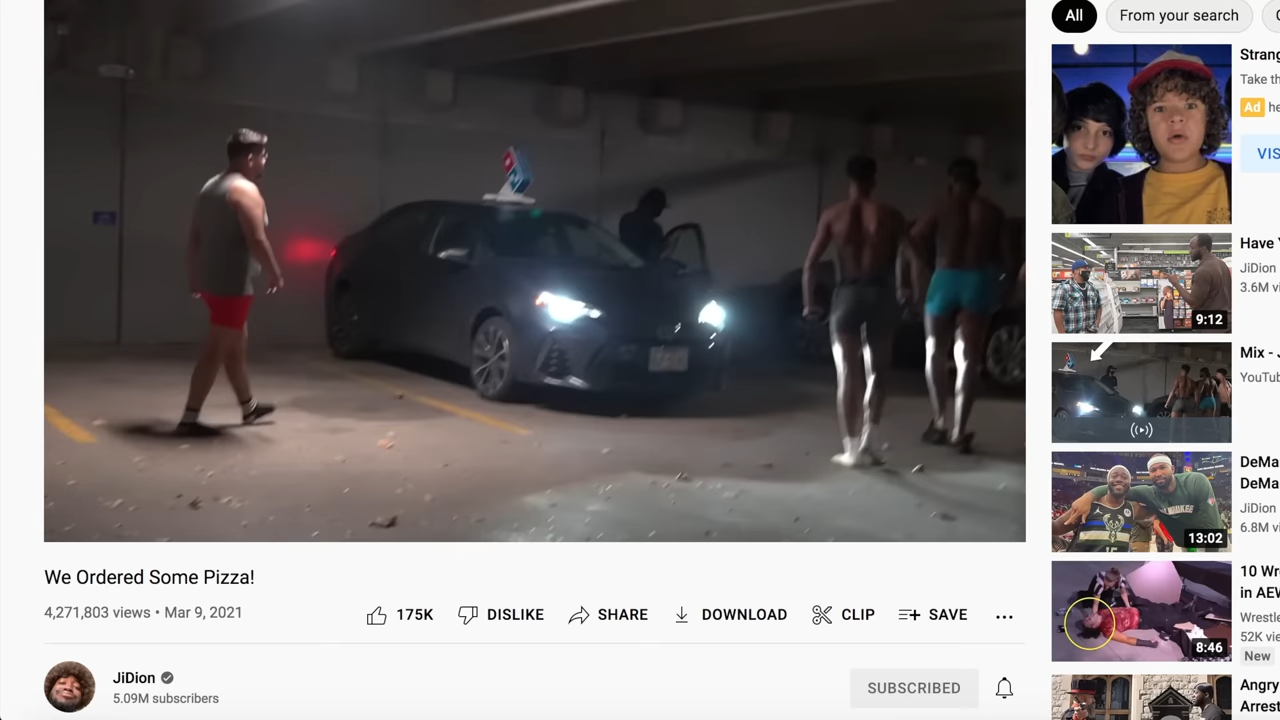 All
From your search
Strang
Take th
Ad he
VIS
Have Y
JiDion
3.6M vi
9:12
Mix - J
YouTub
DeMa
DeMa
JiDion
6.8M vi
13:02
10 Wr
in AEW
Wrestle
52K vie
New
8:46
Angry
Arrest
We Ordered Some Pizza!
4,271,803 views • Mar 9, 2021
175K DISLIKE SHARE DOWNLOAD CLIP SAVE ...
JiDion
5.09M subscribers
SUBSCRIBED